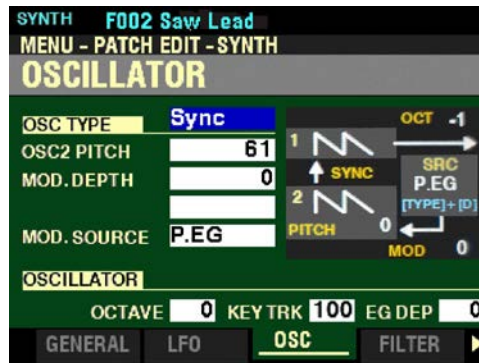 SYNTH F002 Saw Lead
MENU - PATCH EDIT - SYNTH
OSCILLATOR
OSC TYPE Sync
OSC2 PITCH 61
MOD. DEPTH 0
MOD. SOURCE P.EG
OCT -1
1
SYNC
SRC
P.EG
[TYPE]+[D]
2
PITCH 0
MOD 0
OSCILLATOR
OCTAVE 0 KEY TRK 100 EG DEP 0
GENERAL LFO OSC FILTER